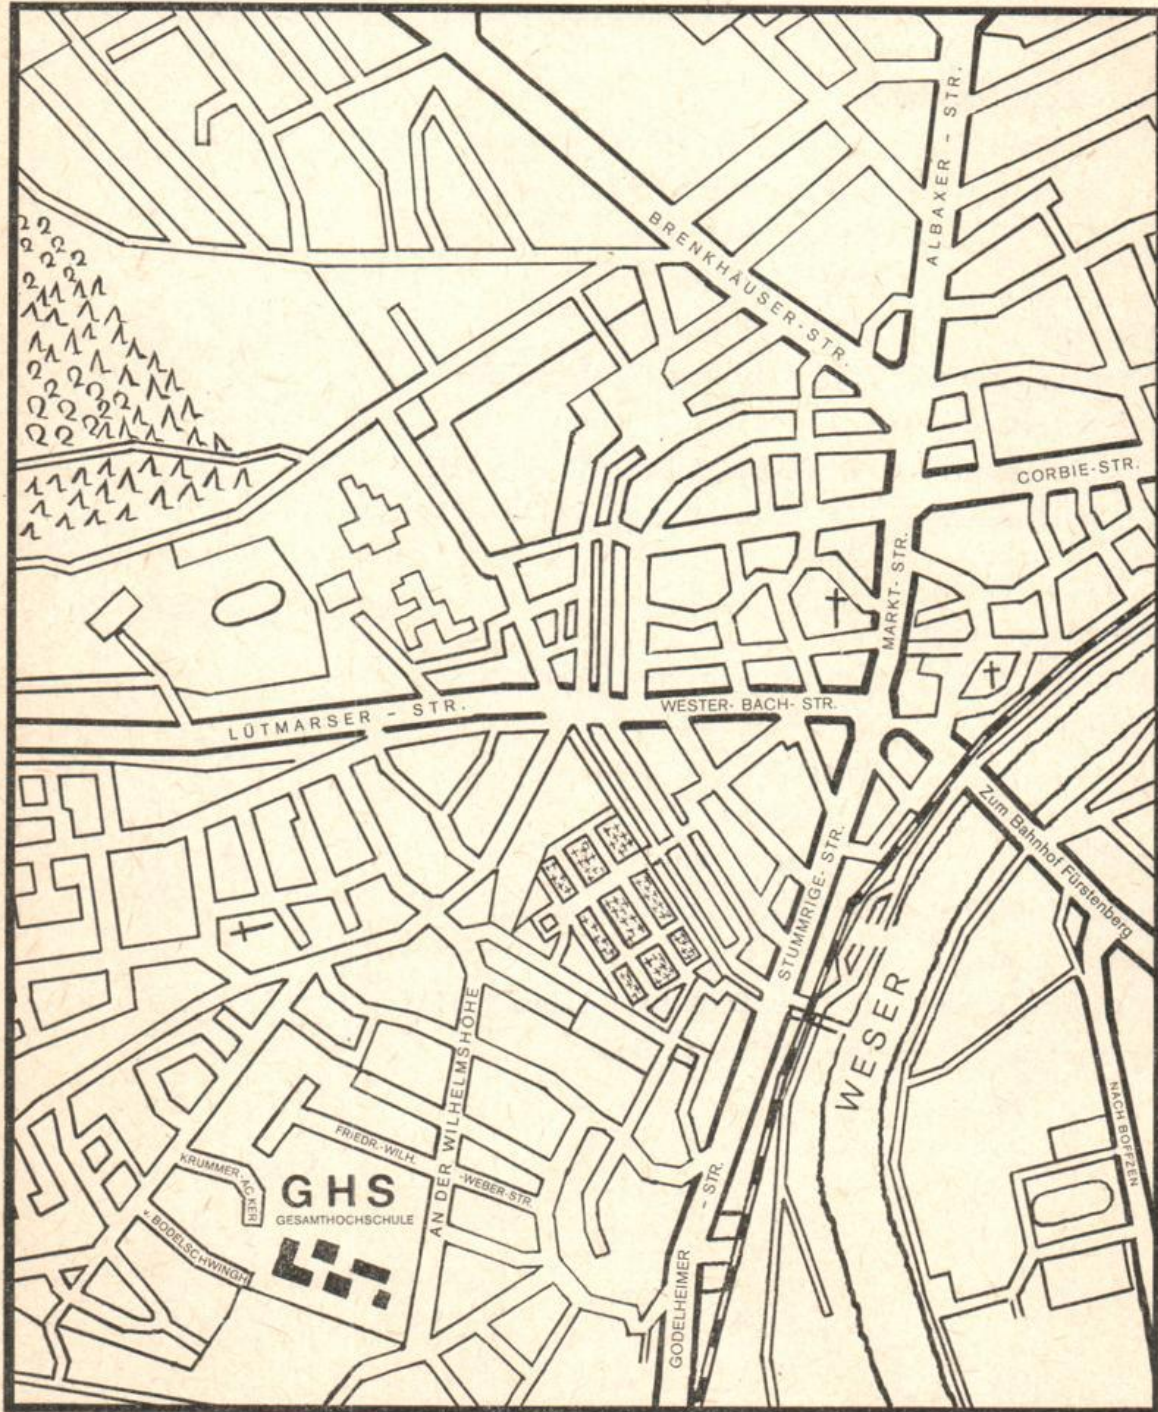 ALBAXER - STR.
BRENKHÄUSER-STR.
CORBIE-STR.
MARKT-STR.
WESTER-BACH-STR.
LÜTMARSER - STR.
Zum Bahnhof Fürstenberg
STUMMRIGE-STR.
WESER
AN DER WILHELMSHÖHE
NACH BOFFZEN
FRIEDR.-WILH.
-WEBER-STR.
KRUMMER-ACKER
GHS
GESAMTHOCHSCHULE
v. BODELSCHWINGH
GODELHEIMER
- STR.